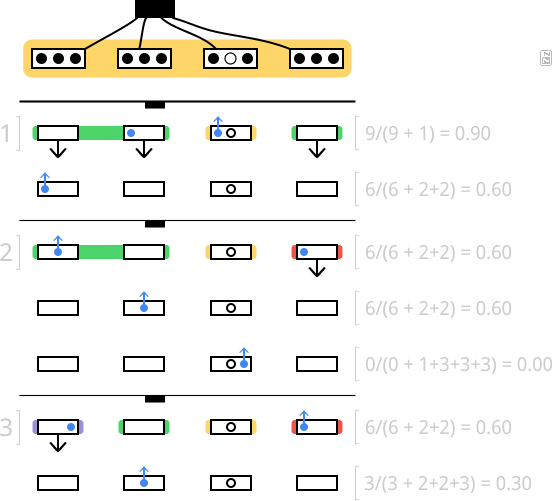 1
9/(9 + 1) = 0.90
6/(6 + 2+2) = 0.60
2
6/(6 + 2+2) = 0.60
6/(6 + 2+2) = 0.60
0/(0 + 1+3+3+3) = 0.00
3
6/(6 + 2+2) = 0.60
3/(3 + 2+2+3) = 0.30